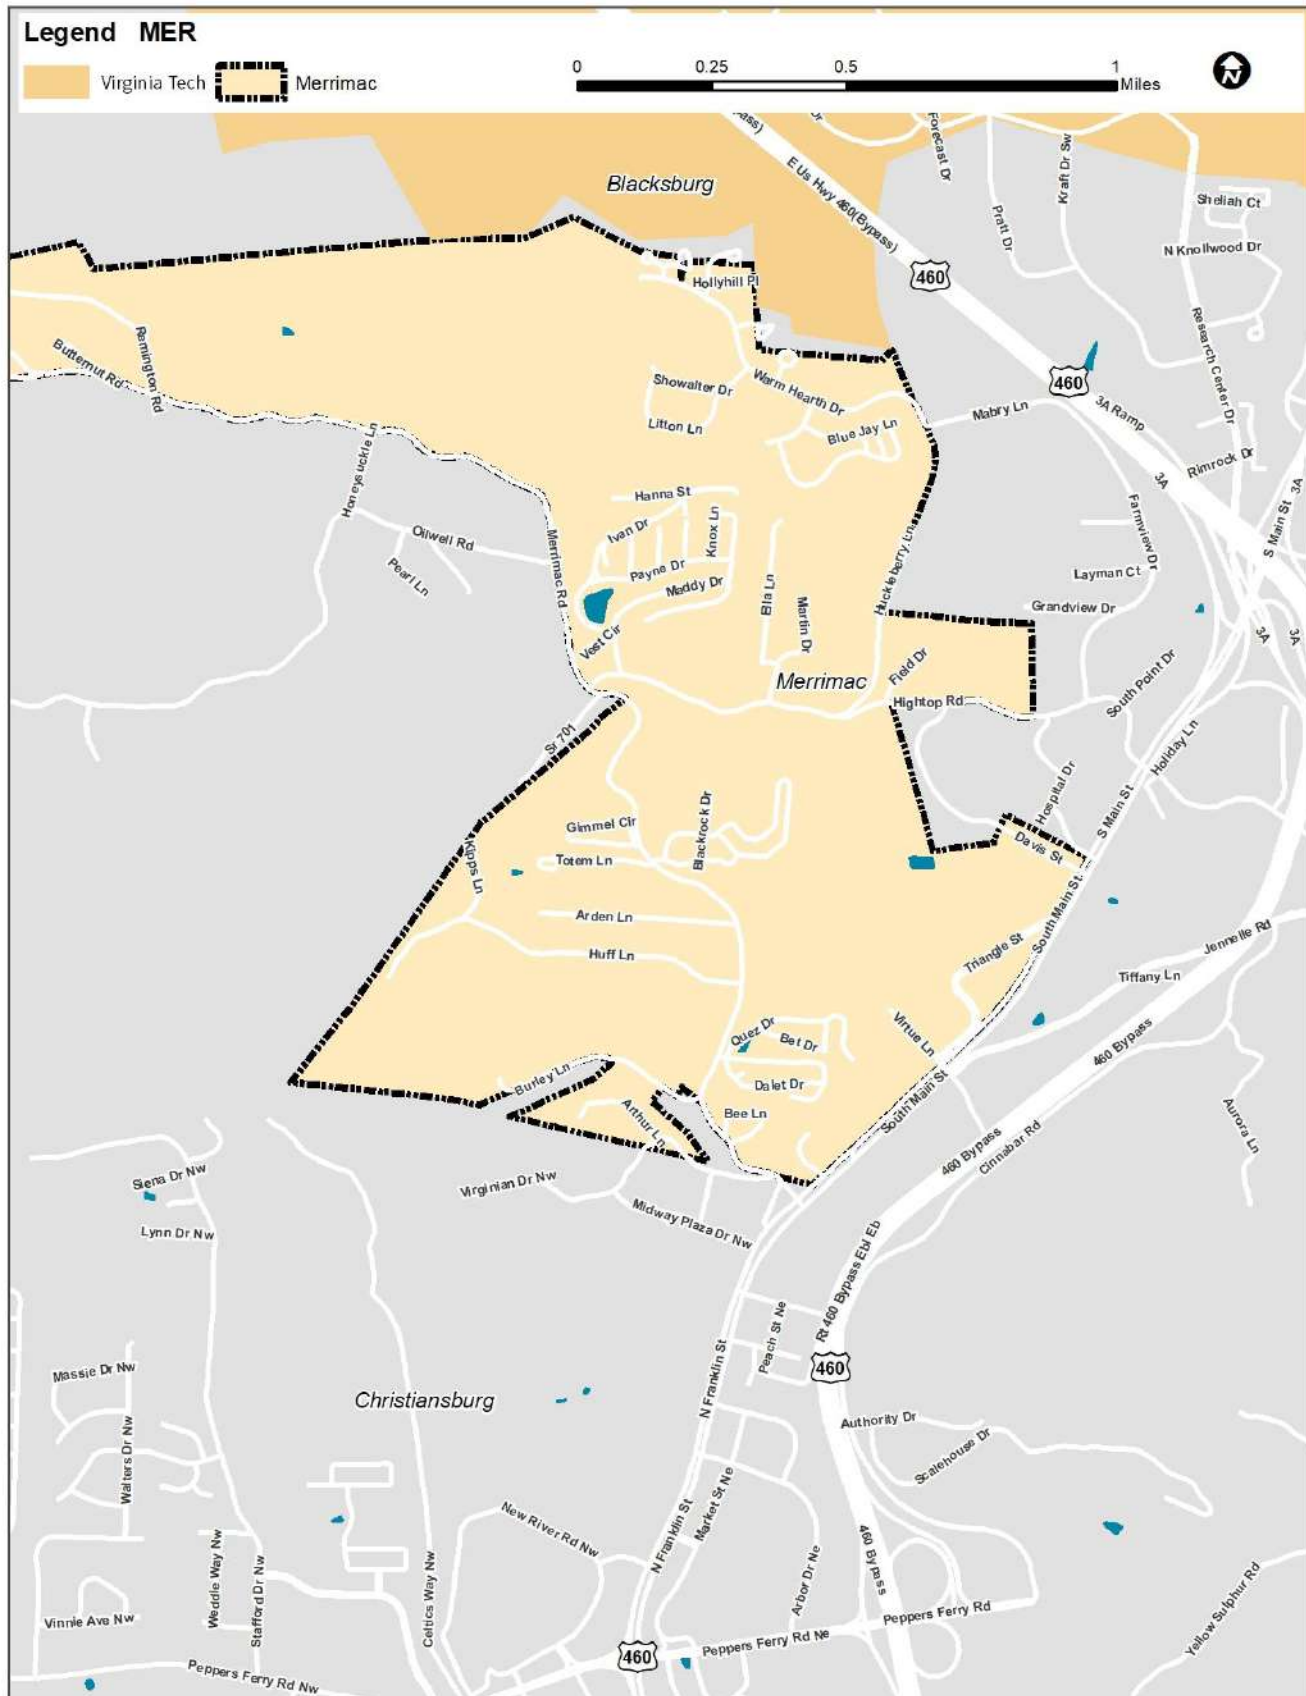 Legend MER
Virginia Tech
Merrimac
0 0.25 0.5 1
Miles
N
Forecast Dr
Kraft Dr Sw
Blacksburg
E Us Hwy 460(Bypass)
Pratt Dr
Sheliah Ct
N Knollwood Dr
460
Hollyhill Pl
Remington Rd
Butternut Rd
Research Center Dr
460
Showalter Dr
Warm Hearth Dr
3A Ramp
Mabry Ln
Litton Ln
Blue Jay Ln
Honeysuckle Ln
Rimrock Dr
3A
3A
Hanna St
Farmview Dr
S Main St
Ivan Dr
Knox Ln
Oilwell Rd
Merrimac Rd
Huckleberry Ln
Pearl Ln
Payne Dr
Maddy Dr
Bla Ln
Layman Ct
Martin Dr
Grandview Dr
3A
3A
Vest Cir
Field Dr
South Point Dr
Merrimac
Hightop Rd
Sr 701
Holiday Ln
Hospital Dr
S Main St
Gimmel Cir
Blackrock Dr
Davis St
Kipps Ln
Totem Ln
Arden Ln
South Main St
Jennelle Rd
Huff Ln
Triangle St
Tiffany Ln
Quez Dr
Bet Dr
Virtue Ln
460 Bypass
Burley Ln
Dalet Dr
South Main St
Arthur Ln
Bee Ln
Aurora Ln
460 Bypass
Cinnabar Rd
Siena Dr Nw
Virginian Dr Nw
Lynn Dr Nw
Midway Plaza Dr Nw
Rt 460 Bypass Ebl Eb
Peach St Ne
Massie Dr Nw
460
Christiansburg
N Franklin St
Authority Dr
Walters Dr Nw
Scalehouse Dr
Market St Ne
New River Rd Nw
N Franklin St
460 Bypass
Weddle Way Nw
Stafford Dr Nw
Celtics Way Nw
Arbor Dr Ne
Vinnie Ave Nw
Peppers Ferry Rd
Yellow Sulphur Rd
460
Peppers Ferry Rd Ne
Peppers Ferry Rd Nw